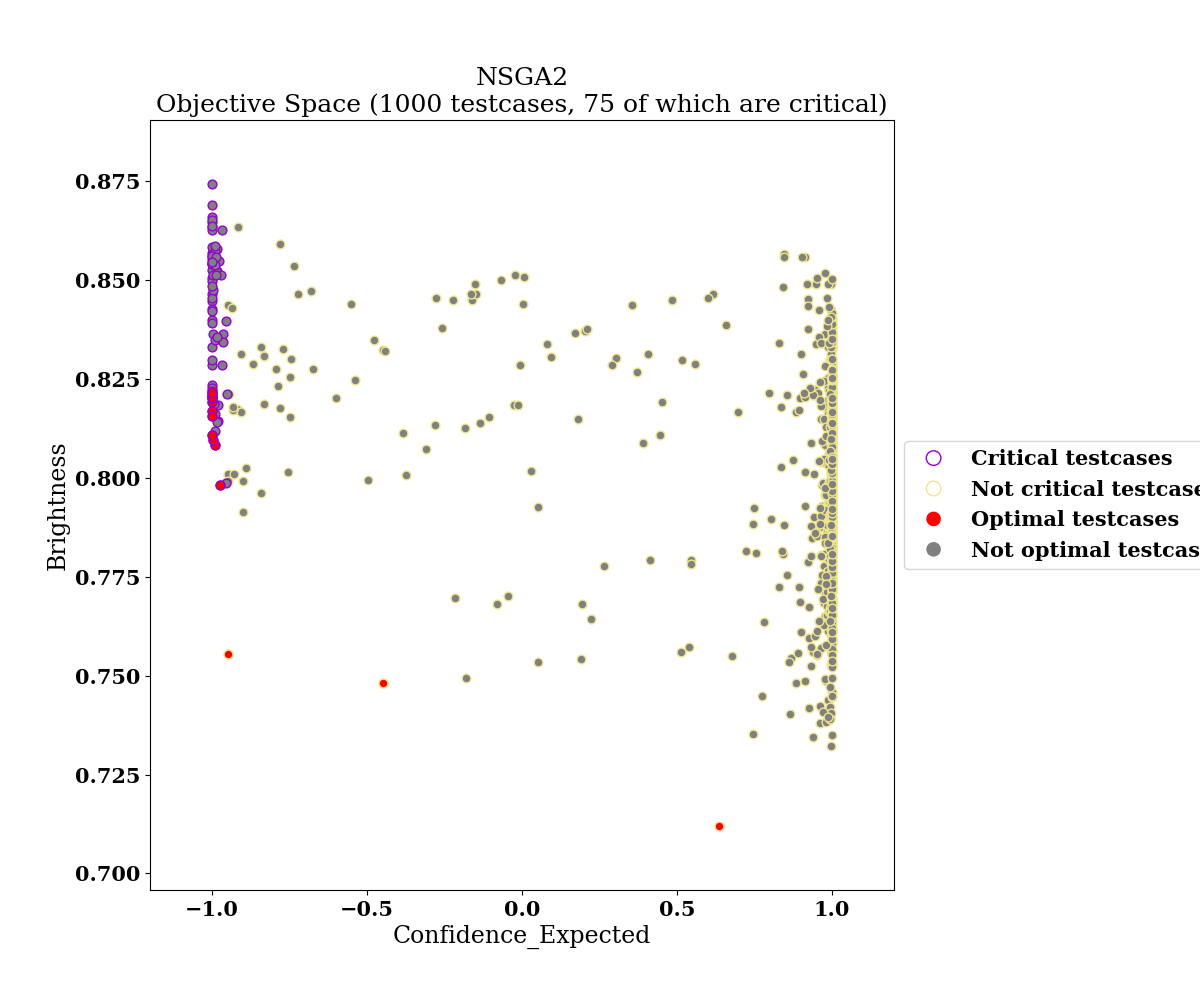 NSGA2
Objective Space (1000 testcases, 75 of which are critical)
0.875
0.850
0.825
0.800
0.775
0.750
0.725
0.700
Brightness
−1.0
−0.5
0.0
0.5
1.0
Confidence_Expected
Critical testcases
Not critical testcase
Optimal testcases
Not optimal testcas